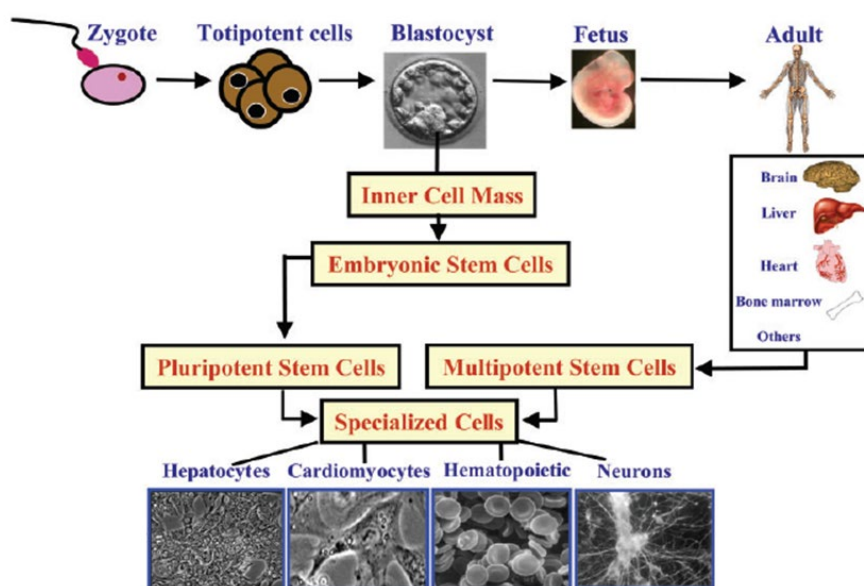 Zygote
Totipotent cells
Blastocyst
Fetus
Adult
Inner Cell Mass
Embryonic Stem Cells
Brain
Liver
Heart
Bone marrow
Others
Pluripotent Stem Cells
Multipotent Stem Cells
Specialized Cells
Hepatocytes
Cardiomyocytes
Hematopoietic
Neurons